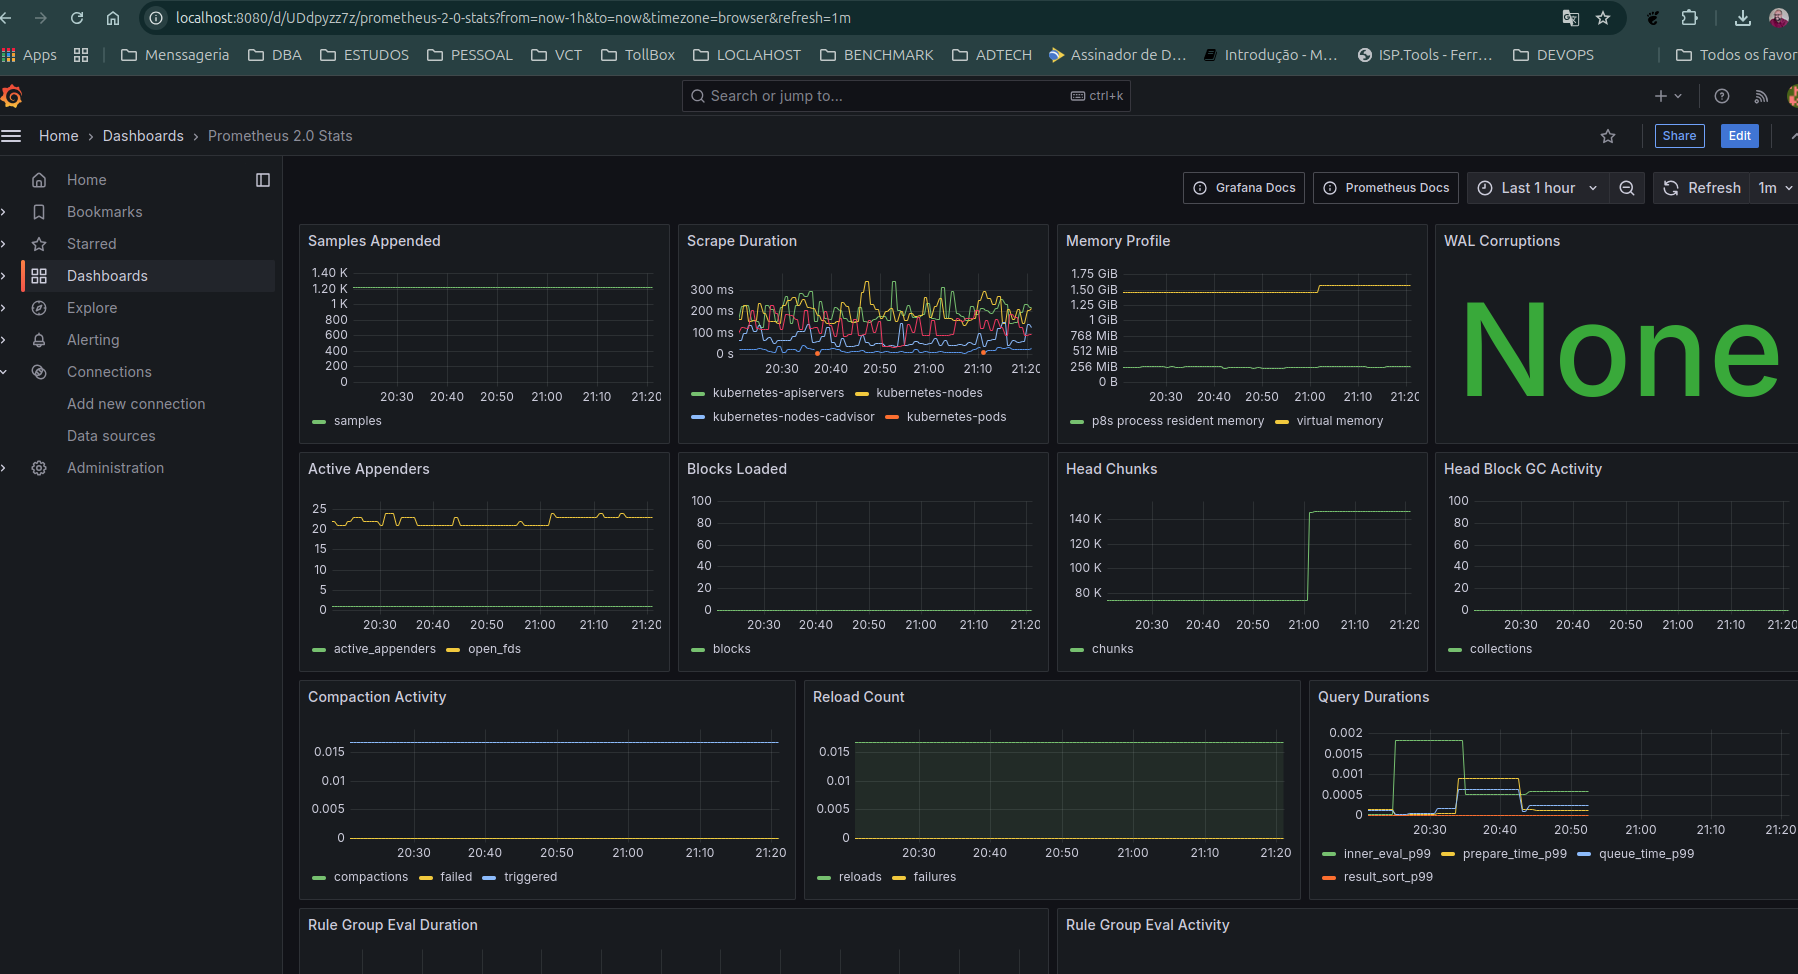 localhost:8080/d/UDdpyzz7z/prometheus-2-0-stats?from=now-1h&to=now&timezone=browser&refresh=1m
Apps Menssageria DBA ESTUDOS PESSOAL VCT TollBox LOCLAHOST BENCHMARK ADTECH Assinador de D... Introdução - M... ISP.Tools - Ferr... DEVOPS Todos os favor
Search or jump to... ctrl+k
Home Dashboards Prometheus 2.0 Stats Share Edit
Home
Bookmarks
Starred
Dashboards
Explore
Alerting
Connections
Add new connection
Data sources
Administration
Grafana Docs Prometheus Docs Last 1 hour Refresh 1m
Samples Appended
1.40 K
1.20 K
1 K
800
600
400
200
0
20:30 20:40 20:50 21:00 21:10 21:20
samples
Scrape Duration
300 ms
200 ms
100 ms
0 s
20:30 20:40 20:50 21:00 21:10 21:20
kubernetes-apiservers kubernetes-nodes
kubernetes-nodes-cadvisor kubernetes-pods
Memory Profile
1.75 GiB
1.50 GiB
1.25 GiB
1 GiB
768 MiB
512 MiB
256 MiB
0 B
20:30 20:40 20:50 21:00 21:10 21:20
p8s process resident memory virtual memory
WAL Corruptions
None
Active Appenders
25
20
15
10
5
0
20:30 20:40 20:50 21:00 21:10 21:20
active_appenders open_fds
Blocks Loaded
100
80
60
40
20
0
20:30 20:40 20:50 21:00 21:10 21:20
blocks
Head Chunks
140 K
120 K
100 K
80 K
20:30 20:40 20:50 21:00 21:10 21:20
chunks
Head Block GC Activity
100
80
60
40
20
0
20:30 20:40 20:50 21:00 21:10 21:20
collections
Compaction Activity
0.015
0.01
0.005
0
20:30 20:40 20:50 21:00 21:10 21:20
compactions failed triggered
Reload Count
0.015
0.01
0.005
0
20:30 20:40 20:50 21:00 21:10 21:20
reloads failures
Query Durations
0.002
0.0015
0.001
0.0005
0
20:30 20:40 20:50 21:00 21:10 21:20
inner_eval_p99 prepare_time_p99 queue_time_p99
result_sort_p99
Rule Group Eval Duration
Rule Group Eval Activity